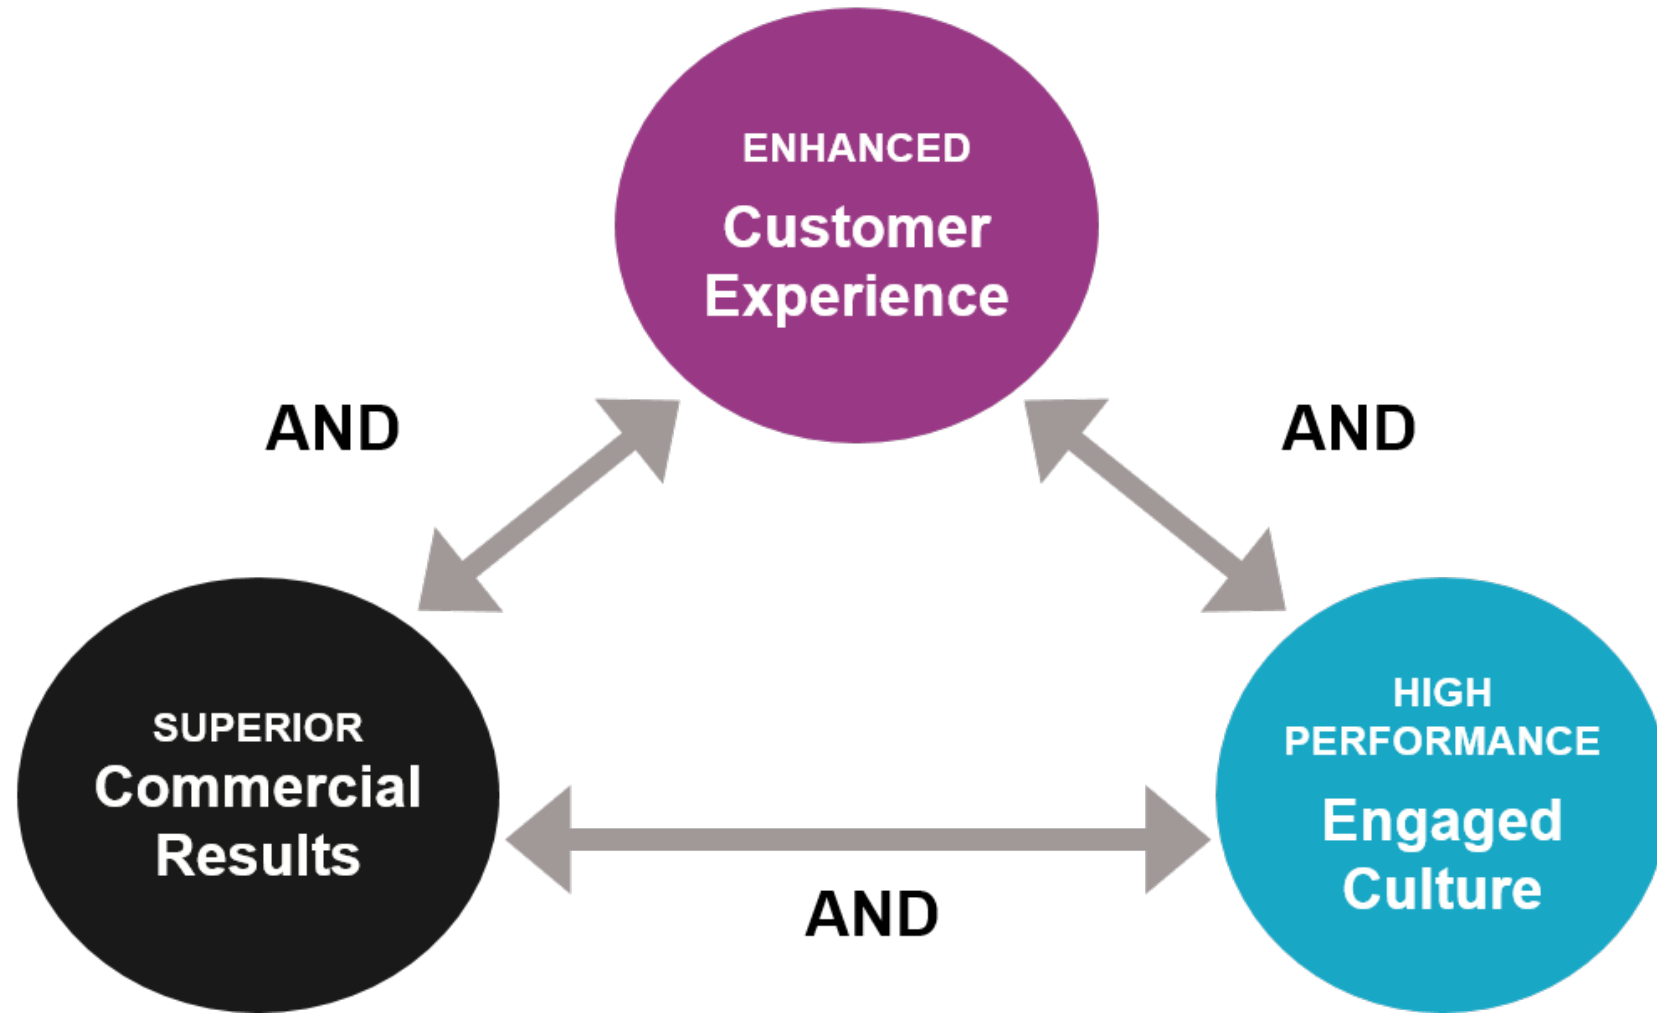 ENHANCED
Customer
Experience
AND
AND
SUPERIOR
Commercial
Results
HIGH
PERFORMANCE
Engaged
Culture
AND